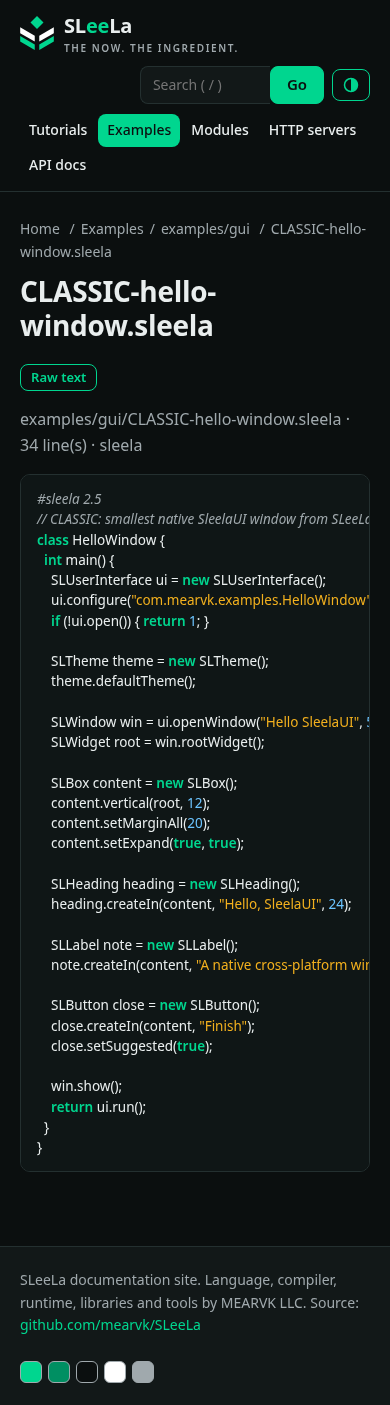 SLeeLa
THE NOW. THE INGREDIENT.
Search ( / )
Go
Tutorials Examples Modules HTTP servers
API docs
Home / Examples / examples/gui / CLASSIC-hello-
window.sleela
CLASSIC-hello-
window.sleela
Raw text
examples/gui/CLASSIC-hello-window.sleela ·
34 line(s) · sleela
#sleela 2.5
// CLASSIC: smallest native SleelaUI window from SLeeLa
class HelloWindow {
int main() {
SLUserInterface ui = new SLUserInterface();
ui.configure("com.mearvk.examples.HelloWindow"
if (!ui.open()) { return 1; }
SLTheme theme = new SLTheme();
theme.defaultTheme();
SLWindow win = ui.openWindow("Hello SleelaUI",
SLWidget root = win.rootWidget();
SLBox content = new SLBox();
content.vertical(root, 12);
content.setMarginAll(20);
content.setExpand(true, true);
SLHeading heading = new SLHeading();
heading.createIn(content, "Hello, SleelaUI", 24);
SLLabel note = new SLLabel();
note.createIn(content, "A native cross-platform
SLButton close = new SLButton();
close.createIn(content, "Finish");
close.setSuggested(true);
win.show();
return ui.run();
}
}
SLeeLa documentation site. Language, compiler,
runtime, libraries and tools by MEARVK LLC. Source:
github.com/mearvk/SLeeLa